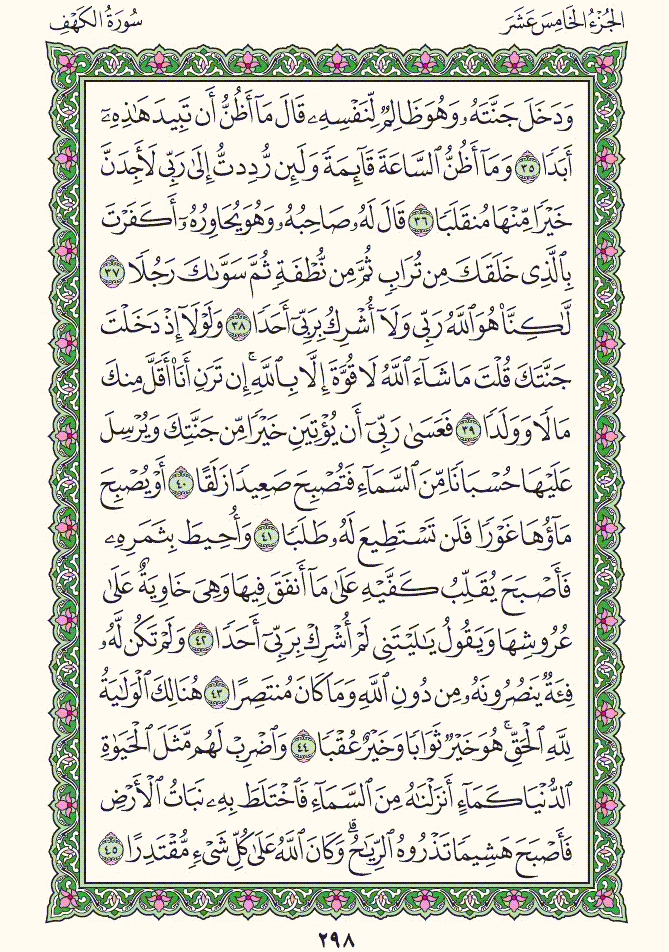 الجُزْءُ الخَامِسَ عَشَرَ
سُورَةُ الكَهْفِ
وَدَخَلَ جَنَّتَهُۥ وَهُوَ ظَالِمٌ لِّنَفْسِهِۦ قَالَ مَآ أَظُنُّ أَن تَبِيدَ هَٰذِهِۦٓ
أَبَدًا ٣٥ وَمَآ أَظُنُّ ٱلسَّاعَةَ قَآئِمَةً وَلَئِن رُّدِدتُّ إِلَىٰ رَبِّى لَأَجِدَنَّ
خَيْرًا مِّنْهَا مُنقَلَبًا ٣٦ قَالَ لَهُۥ صَاحِبُهُۥ وَهُوَ يُحَاوِرُهُۥٓ أَكَفَرْتَ
بِٱلَّذِى خَلَقَكَ مِن تُرَابٍ ثُمَّ مِن نُّطْفَةٍ ثُمَّ سَوَّىٰكَ رَجُلًا ٣٧
لَّٰكِنَّا۠ هُوَ ٱللَّهُ رَبِّى وَلَآ أُشْرِكُ بِرَبِّىٓ أَحَدًا ٣٨ وَلَوْلَآ إِذْ دَخَلْتَ
جَنَّتَكَ قُلْتَ مَا شَآءَ ٱللَّهُ لَا قُوَّةَ إِلَّا بِٱللَّهِ ۚ إِن تَرَنِ أَنَا۠ أَقَلَّ مِنكَ
مَالًا وَوَلَدًا ٣٩ فَعَسَىٰ رَبِّىٓ أَن يُؤْتِيَنِ خَيْرًا مِّن جَنَّتِكَ وَيُرْسِلَ
عَلَيْهَا حُسْبَانًا مِّنَ ٱلسَّمَآءِ فَتُصْبِحَ صَعِيدًا زَلَقًا ٤٠ أَوْ يُصْبِحَ
مَآؤُهَا غَوْرًا فَلَن تَسْتَطِيعَ لَهُۥ طَلَبًا ٤١ وَأُحِيطَ بِثَمَرِهِۦ
فَأَصْبَحَ يُقَلِّبُ كَفَّيْهِ عَلَىٰ مَآ أَنفَقَ فِيهَا وَهِىَ خَاوِيَةٌ عَلَىٰ
عُرُوشِهَا وَيَقُولُ يَٰلَيْتَنِى لَمْ أُشْرِكْ بِرَبِّىٓ أَحَدًا ٤٢ وَلَمْ تَكُن لَّهُۥ
فِئَةٌ يَنصُرُونَهُۥ مِن دُونِ ٱللَّهِ وَمَا كَانَ مُنتَصِرًا ٤٣ هُنَالِكَ ٱلْوَلَٰيَةُ
لِلَّهِ ٱلْحَقِّ ۚ هُوَ خَيْرٌ ثَوَابًا وَخَيْرٌ عُقْبًا ٤٤ وَٱضْرِبْ لَهُم مَّثَلَ ٱلْحَيَوٰةِ
ٱلدُّنْيَا كَمَآءٍ أَنزَلْنَٰهُ مِنَ ٱلسَّمَآءِ فَٱخْتَلَطَ بِهِۦ نَبَاتُ ٱلْأَرْضِ
فَأَصْبَحَ هَشِيمًا تَذْرُوهُ ٱلرِّيَٰحُ ۗ وَكَانَ ٱللَّهُ عَلَىٰ كُلِّ شَىْءٍ مُّقْتَدِرًا ٤٥
٢٩٨